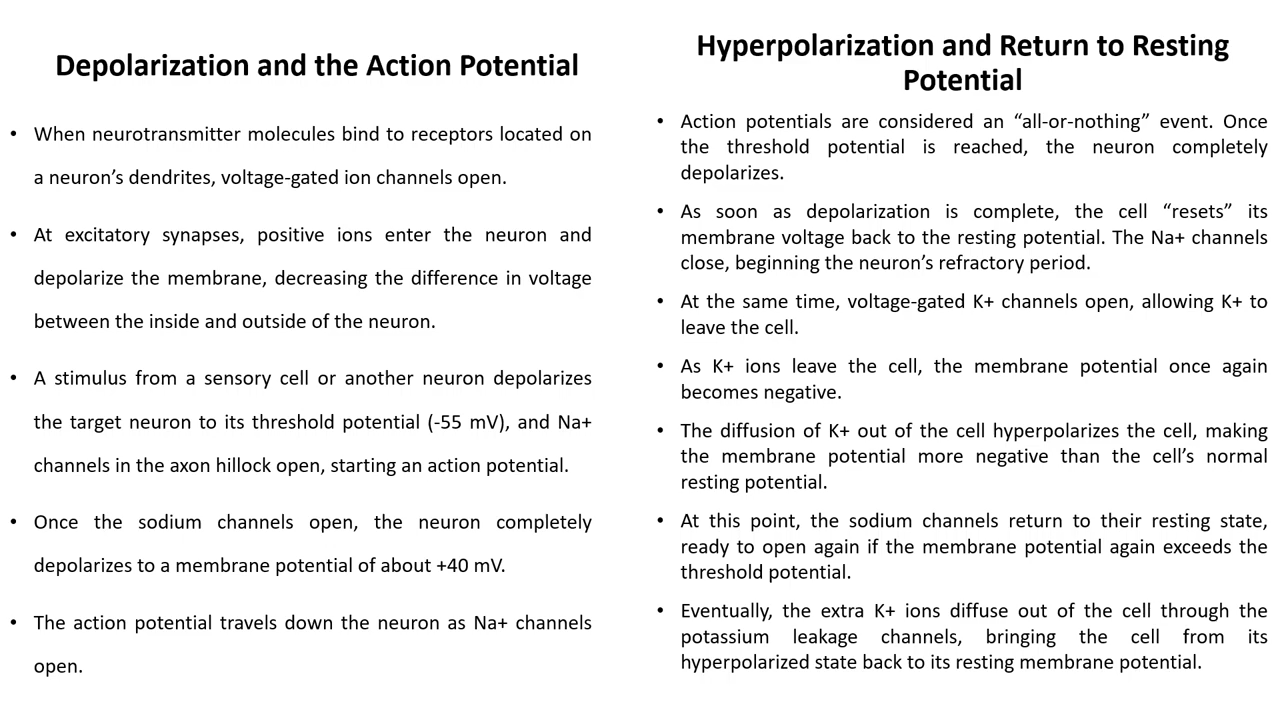 Depolarization and the Action Potential
• When neurotransmitter molecules bind to receptors located on
a neuron’s dendrites, voltage-gated ion channels open.
• At excitatory synapses, positive ions enter the neuron and
depolarize the membrane, decreasing the difference in voltage
between the inside and outside of the neuron.
• A stimulus from a sensory cell or another neuron depolarizes
the target neuron to its threshold potential (-55 mV), and Na+
channels in the axon hillock open, starting an action potential.
• Once the sodium channels open, the neuron completely
depolarizes to a membrane potential of about +40 mV.
• The action potential travels down the neuron as Na+ channels
open.
Hyperpolarization and Return to Resting
Potential
• Action potentials are considered an “all-or-nothing” event. Once
the threshold potential is reached, the neuron completely
depolarizes.
• As soon as depolarization is complete, the cell “resets” its
membrane voltage back to the resting potential. The Na+ channels
close, beginning the neuron’s refractory period.
• At the same time, voltage-gated K+ channels open, allowing K+ to
leave the cell.
• As K+ ions leave the cell, the membrane potential once again
becomes negative.
• The diffusion of K+ out of the cell hyperpolarizes the cell, making
the membrane potential more negative than the cell’s normal
resting potential.
• At this point, the sodium channels return to their resting state,
ready to open again if the membrane potential again exceeds the
threshold potential.
• Eventually, the extra K+ ions diffuse out of the cell through the
potassium leakage channels, bringing the cell from its
hyperpolarized state back to its resting membrane potential.